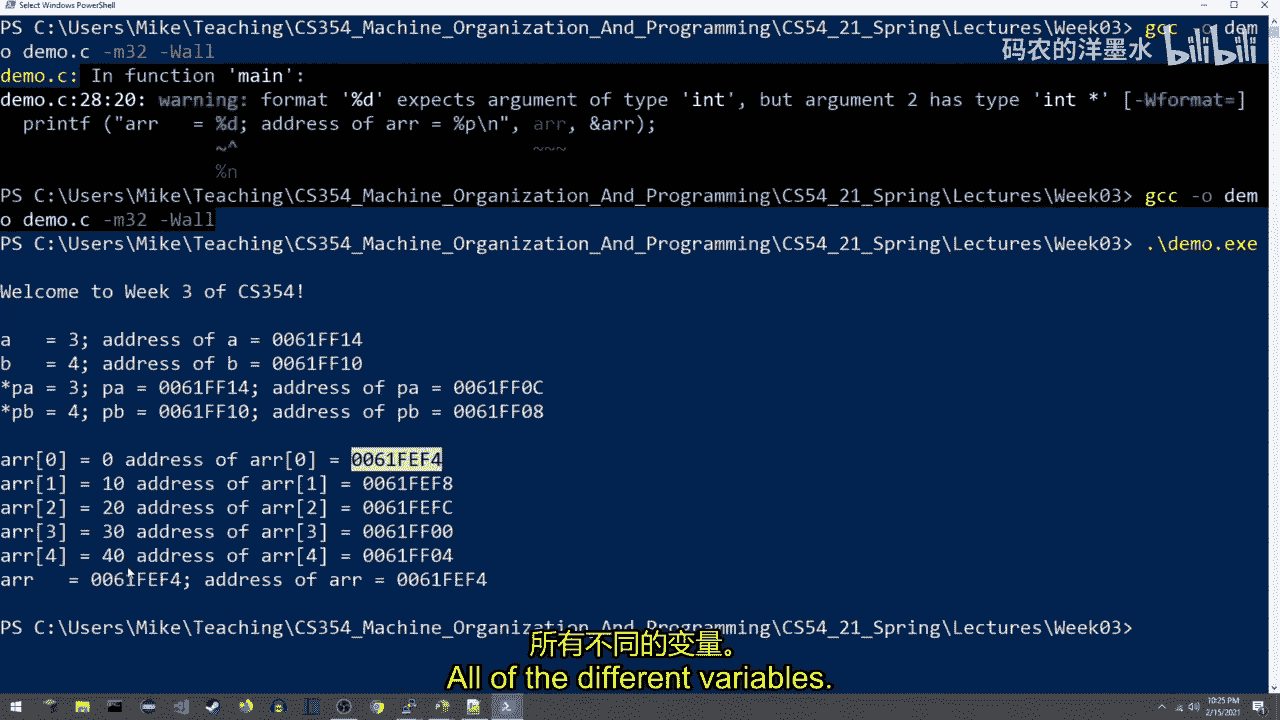 Select Windows PowerShell
PS C:\Users\Mike\Teaching\CS354_Machine_Organization_And_Programming\CS54_21_Spring\Lectures\Week03> gcc -o dem
o demo.c -m32 -Wall
码农的洋墨水 bilibili
demo.c: In function 'main':
demo.c:28:20: warning: format '%d' expects argument of type 'int', but argument 2 has type 'int *' [-Wformat=]
printf ("arr   = %d; address of arr = %p\n", arr, &arr);
~^ ~~~
%n
PS C:\Users\Mike\Teaching\CS354_Machine_Organization_And_Programming\CS54_21_Spring\Lectures\Week03> gcc -o dem
o demo.c -m32 -Wall
PS C:\Users\Mike\Teaching\CS354_Machine_Organization_And_Programming\CS54_21_Spring\Lectures\Week03> .\demo.exe
Welcome to Week 3 of CS354!
a   = 3; address of a = 0061FF14
b   = 4; address of b = 0061FF10
*pa = 3; pa = 0061FF14; address of pa = 0061FF0C
*pb = 4; pb = 0061FF10; address of pb = 0061FF08
arr[0] = 0 address of arr[0] = 0061FEF4
arr[1] = 10 address of arr[1] = 0061FEF8
arr[2] = 20 address of arr[2] = 0061FEFC
arr[3] = 30 address of arr[3] = 0061FF00
arr[4] = 40 address of arr[4] = 0061FF04
arr   = 0061FEF4; address of arr = 0061FEF4
PS C:\Users\Mike\Teaching\CS354_Machine_Organization_And_Programming\CS54_21_Spring\Lectures\Week03>
所有不同的变量。
All of the different variables.
10:25 PM
2/15/2021